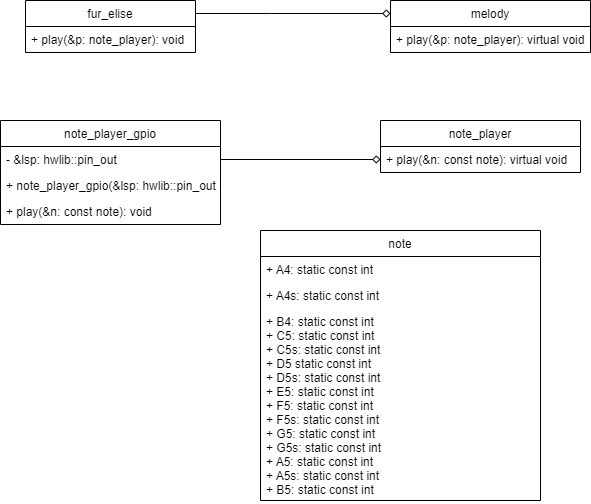 fur_elise
+ play(&p: note_player): void
melody
+ play(&p: note_player): virtual void
note_player_gpio
- &lsp: hwlib::pin_out
+ note_player_gpio(&lsp: hwlib::pin_out
+ play(&n: const note): void
note_player
+ play(&n: const note): virtual void
note
+ A4: static const int
+ A4s: static const int
+ B4: static const int
+ C5: static const int
+ C5s: static const int
+ D5 static const int
+ D5s: static const int
+ E5: static const int
+ F5: static const int
+ F5s: static const int
+ G5: static const int
+ G5s: static const int
+ A5: static const int
+ A5s: static const int
+ B5: static const int